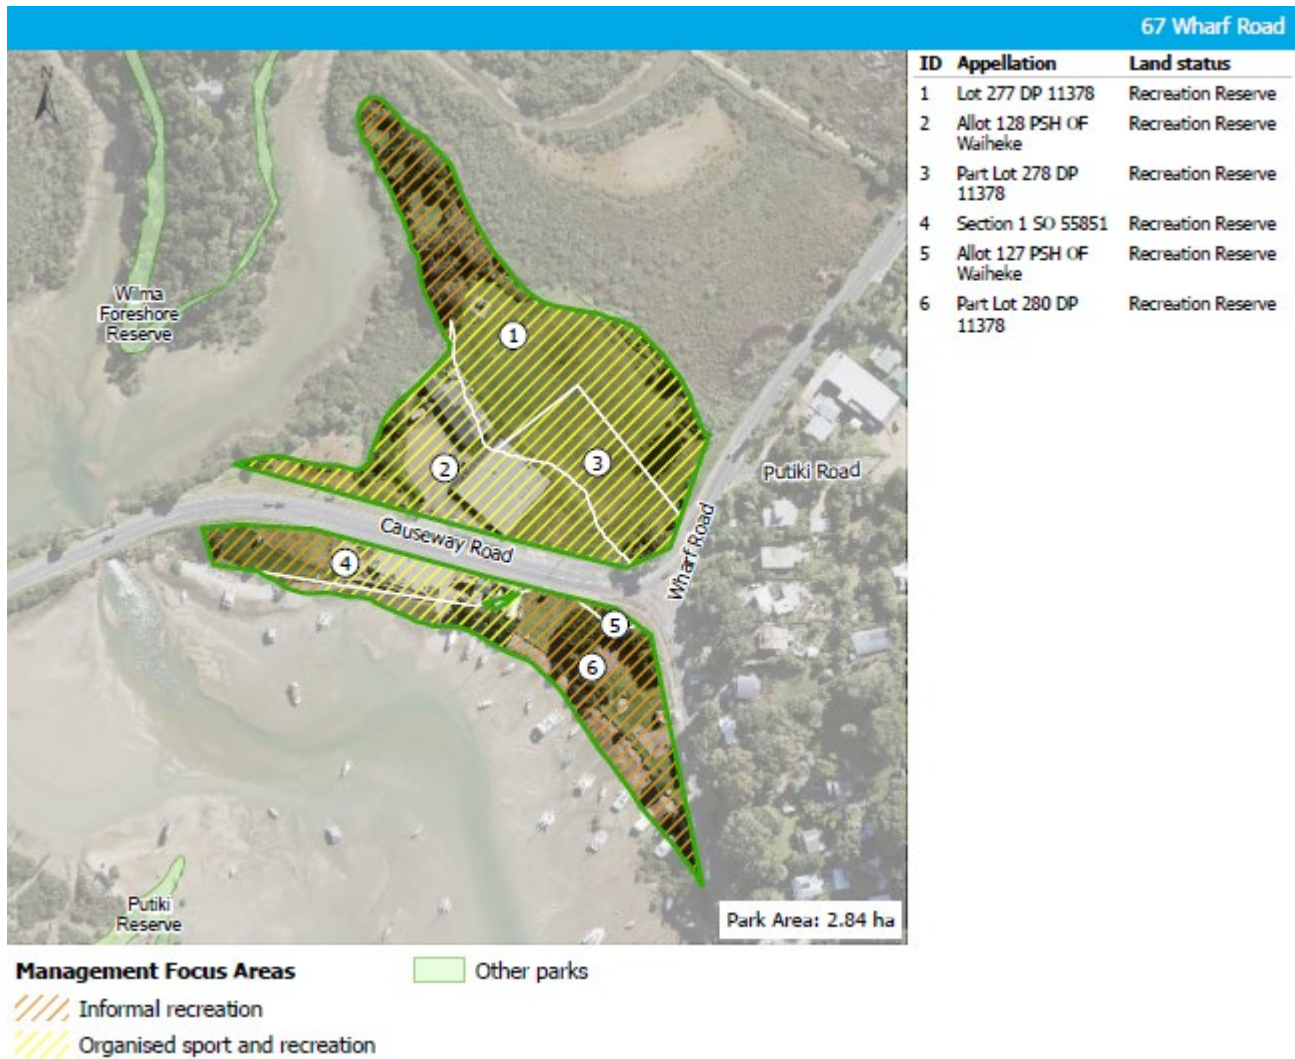 67 Wharf Road
ID Appellation Land status
1 Lot 277 DP 11378 Recreation Reserve
2 Allot 128 PSH OF Recreation Reserve
Waiheke
3 Part Lot 278 DP Recreation Reserve
11378
4 Section 1 SO 55851 Recreation Reserve
5 Allot 127 PSH OF Recreation Reserve
Waiheke
6 Part Lot 280 DP Recreation Reserve
11378
N
Wilma
Foreshore
Reserve
1
2
3
Putiki Road
Causeway Road
Wharf Road
4
5
6
Putiki
Reserve
Park Area: 2.84 ha
Management Focus Areas
Other parks
Informal recreation
Organised sport and recreation